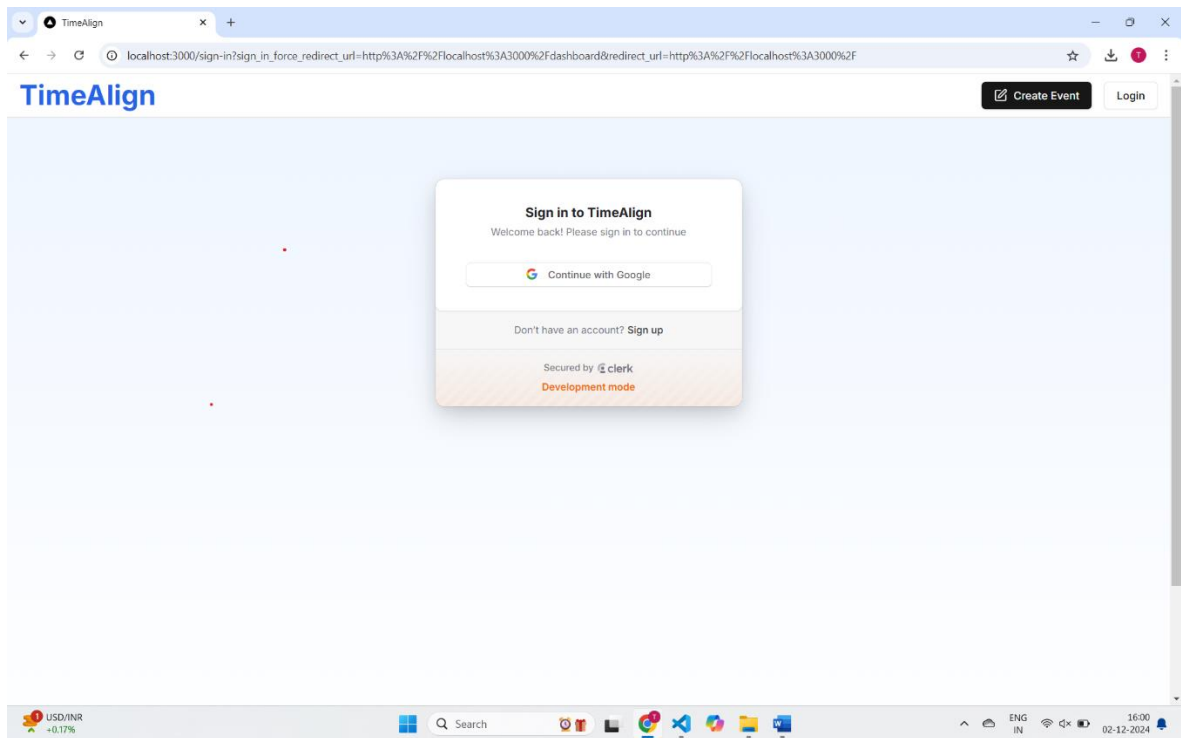 TimeAlign
localhost:3000/sign-in?sign_in_force_redirect_url=http%3A%2F%2Flocalhost%3A3000%2Fdashboard&redirect_url=http%3A%2F%2Flocalhost%3A3000%2F
T
TimeAlign
Create Event
Login
Sign in to TimeAlign
Welcome back! Please sign in to continue
Continue with Google
Don't have an account? Sign up
Secured by clerk
Development mode
1
USD/INR
+0.17%
Search
ENG
IN
16:00
02-12-2024